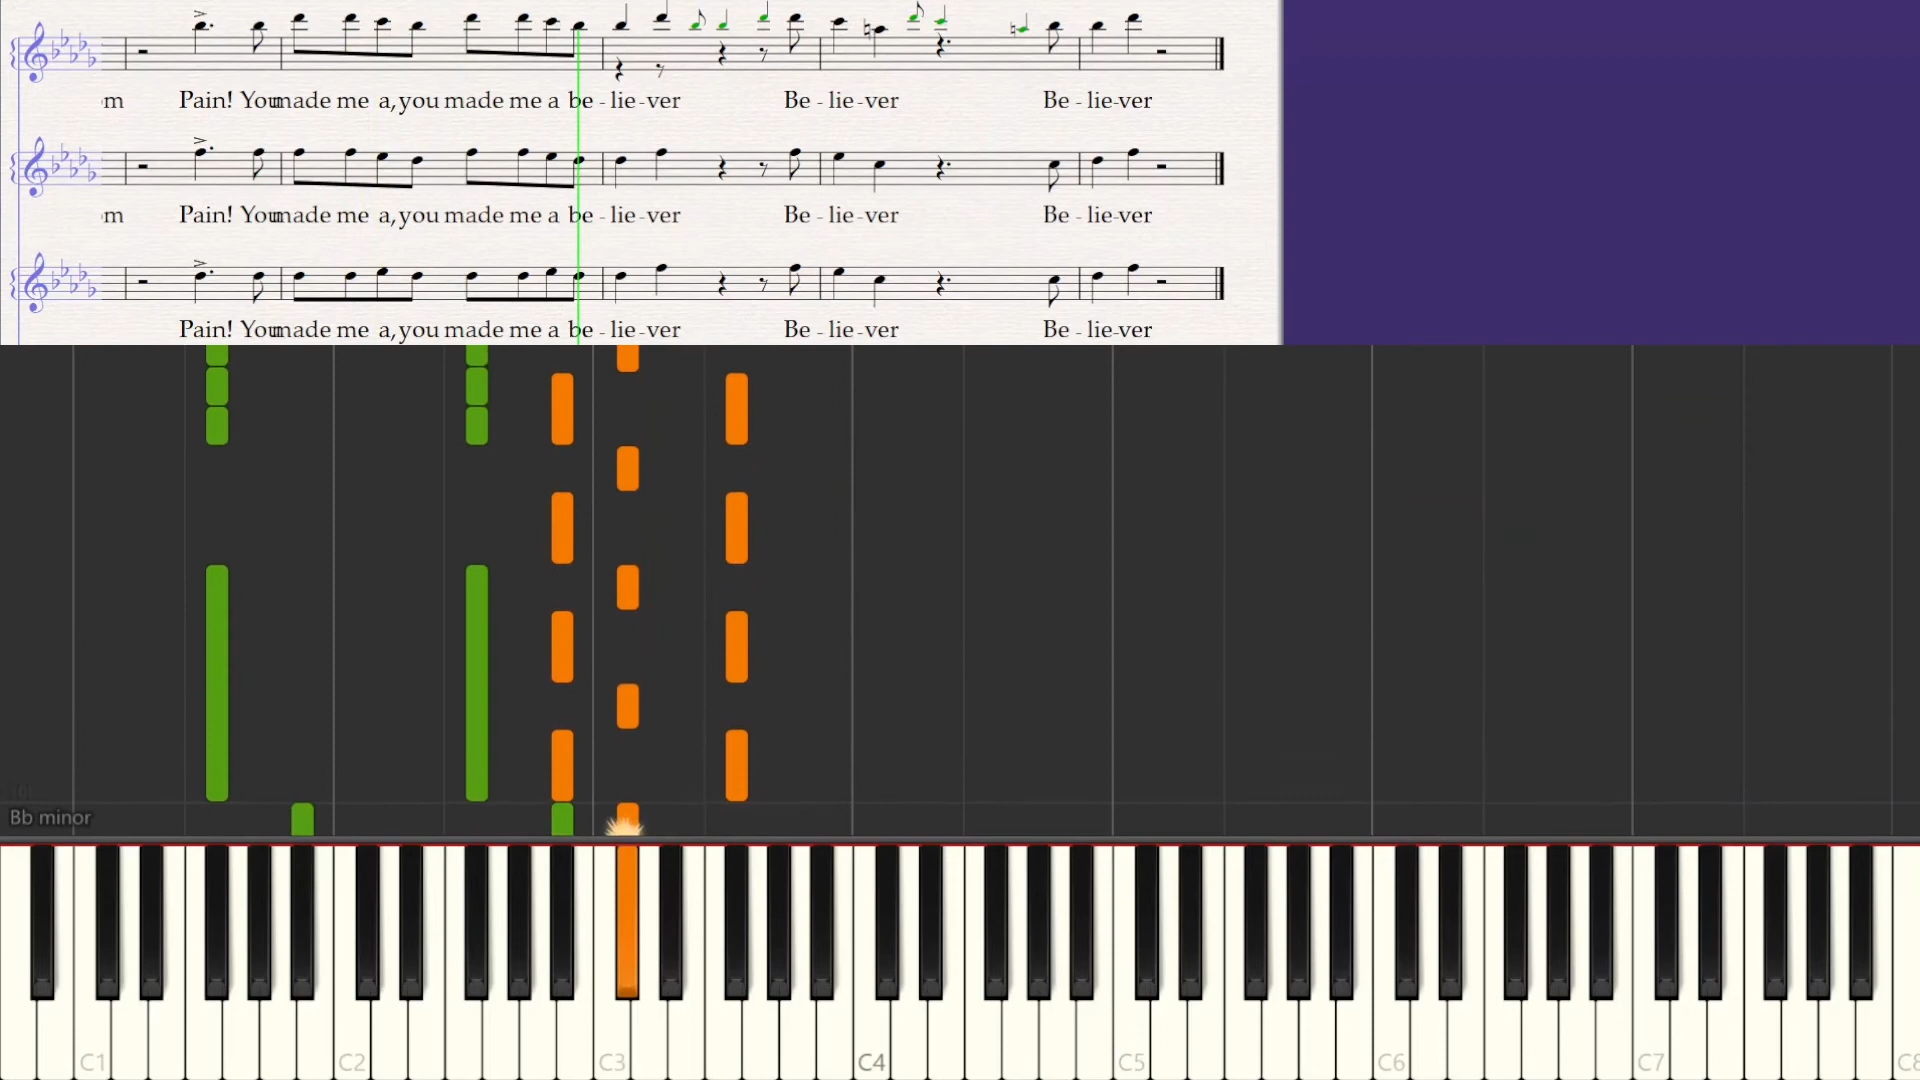 m Pain! You made me a, you made me a be - lie - ver Be - lie - ver Be - lie - ver
m Pain! You made me a, you made me a be - lie - ver Be - lie - ver Be - lie - ver
Pain! You made me a, you made me a be - lie - ver Be - lie - ver Be - lie - ver
Bb minor
C1 C2 C3 C4 C5 C6 C7 C8